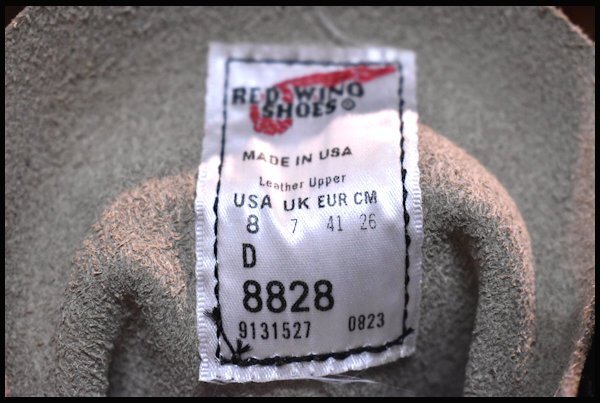 RED WING
SHOES®
MADE IN USA
Leather Upper
USA UK EUR CM
8 7 41 26
D
8828
9131527 0823